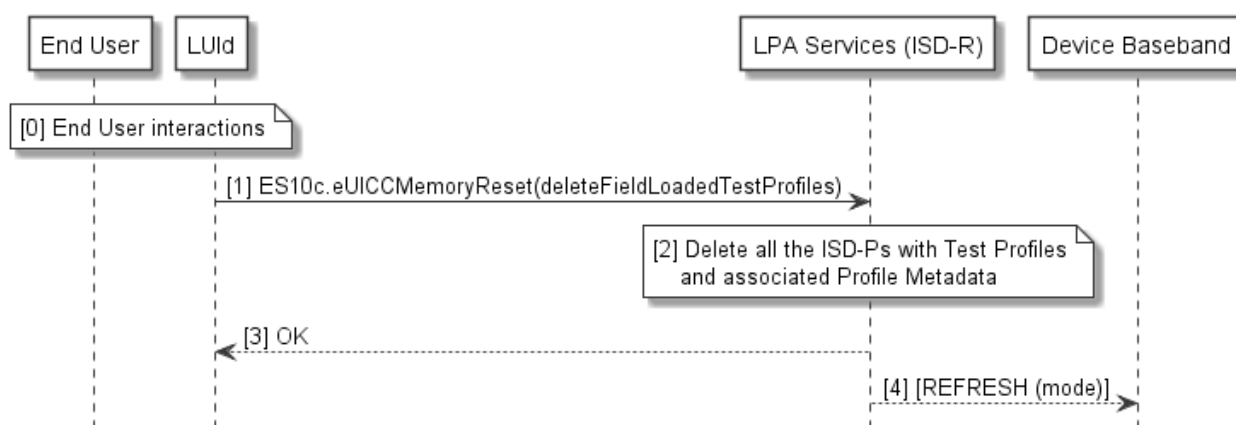 End User
LUId
LPA Services (ISD-R)
Device Baseband
[0] End User interactions
[1] ES10c.eUICCMemoryReset(deleteFieldLoadedTestProfiles)
[2] Delete all the ISD-Ps with Test Profiles
and associated Profile Metadata
[3] OK
[4] [REFRESH (mode)]